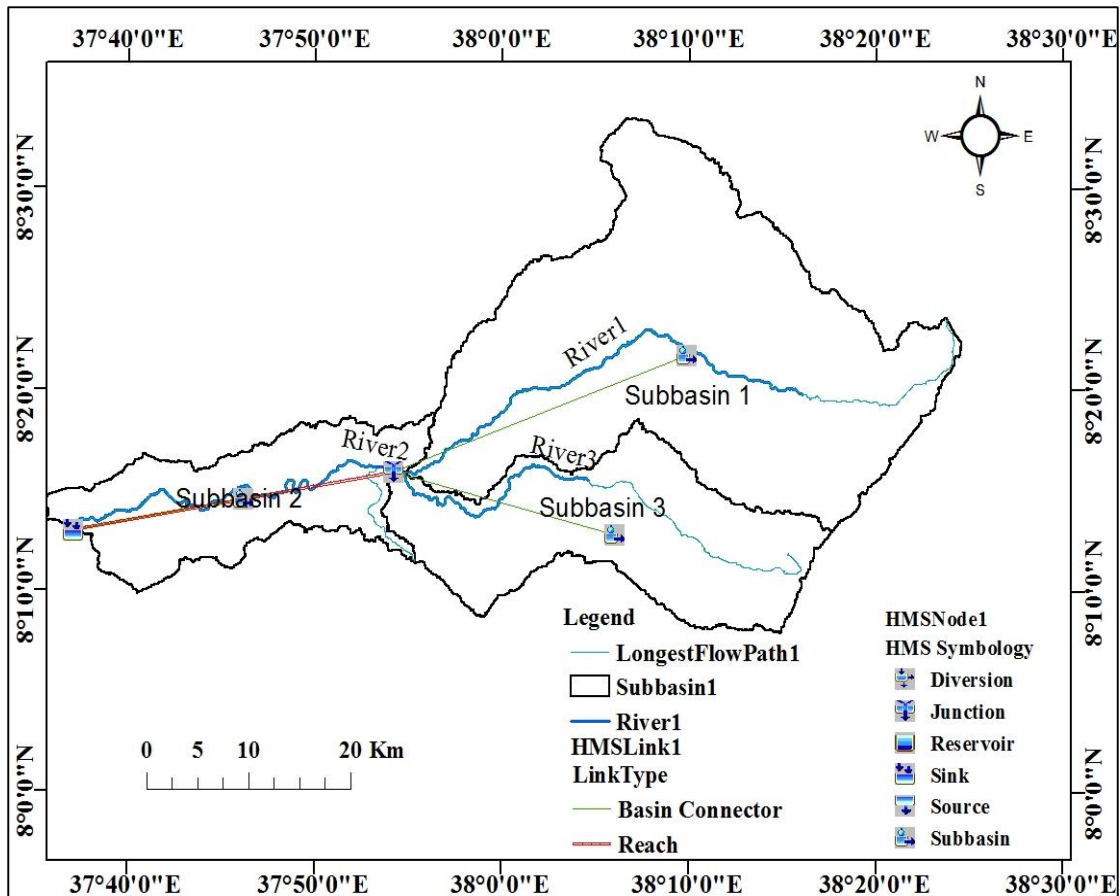 37°40'0"E 37°50'0"E 38°0'0"E 38°10'0"E 38°20'0"E 38°30'0"E
N
W E
S
8°30'0"N 8°30'0"N
8°20'0"N 8°20'0"N
8°10'0"N 8°10'0"N
8°0'0"N 8°0'0"N
River1
Subbasin 1
River2
River3
Subbasin 2
Subbasin 3
Legend
LongestFlowPath1
Subbasin1
River1
HMSLink1
LinkType
Basin Connector
Reach
HMSNode1
HMS Symbology
Diversion
Junction
Reservoir
Sink
Source
Subbasin
0 5 10 20 Km
37°40'0"E 37°50'0"E 38°0'0"E 38°10'0"E 38°20'0"E 38°30'0"E